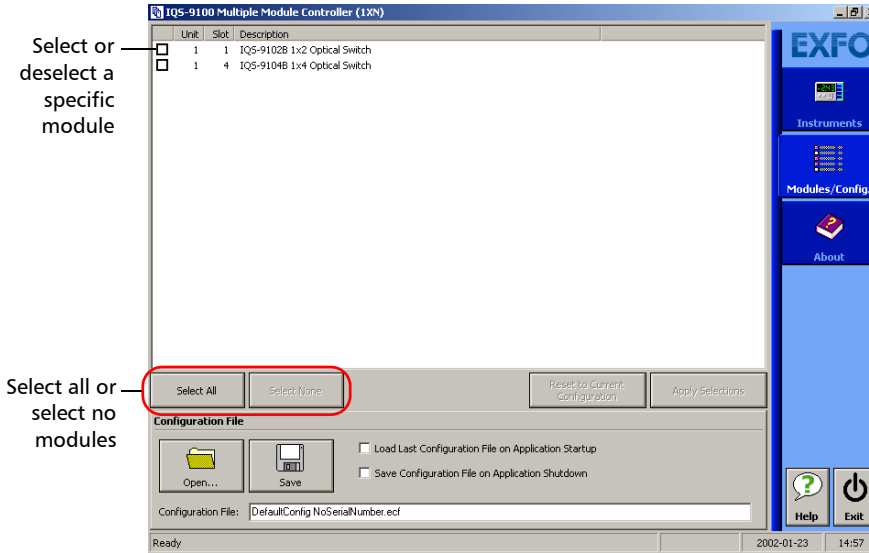 IQS-9100 Multiple Module Controller (1XN)
Unit Slot Description
1 1 IQS-9102B 1x2 Optical Switch
1 4 IQS-9104B 1x4 Optical Switch
Select or
deselect a
specific
module
EXFO
Instruments
Modules/Config.
About
Select all or
select no
modules
Select All
Select None
Reset to Current
Configuration
Apply Selections
Configuration File
Open...
Save
Load Last Configuration File on Application Startup
Save Configuration File on Application Shutdown
Configuration File: DefaultConfig NoSerialNumber.ecf
Help
Exit
Ready
2002-01-23
14:57